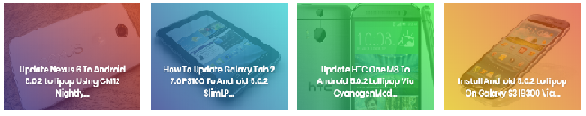 Update Nexus 6 To Android
5.0.2 Lollipop Using CM12
Nightly...
How To Update Galaxy Tab 2
7.0 P3100 To Android 5.0.2
SlimLP...
Update HTC One M8 To
Android 5.0.2 Lollipop Via
CyanogenMod...
Install Android 5.0.2 Lollipop
On Galaxy S3 I9300 Via...